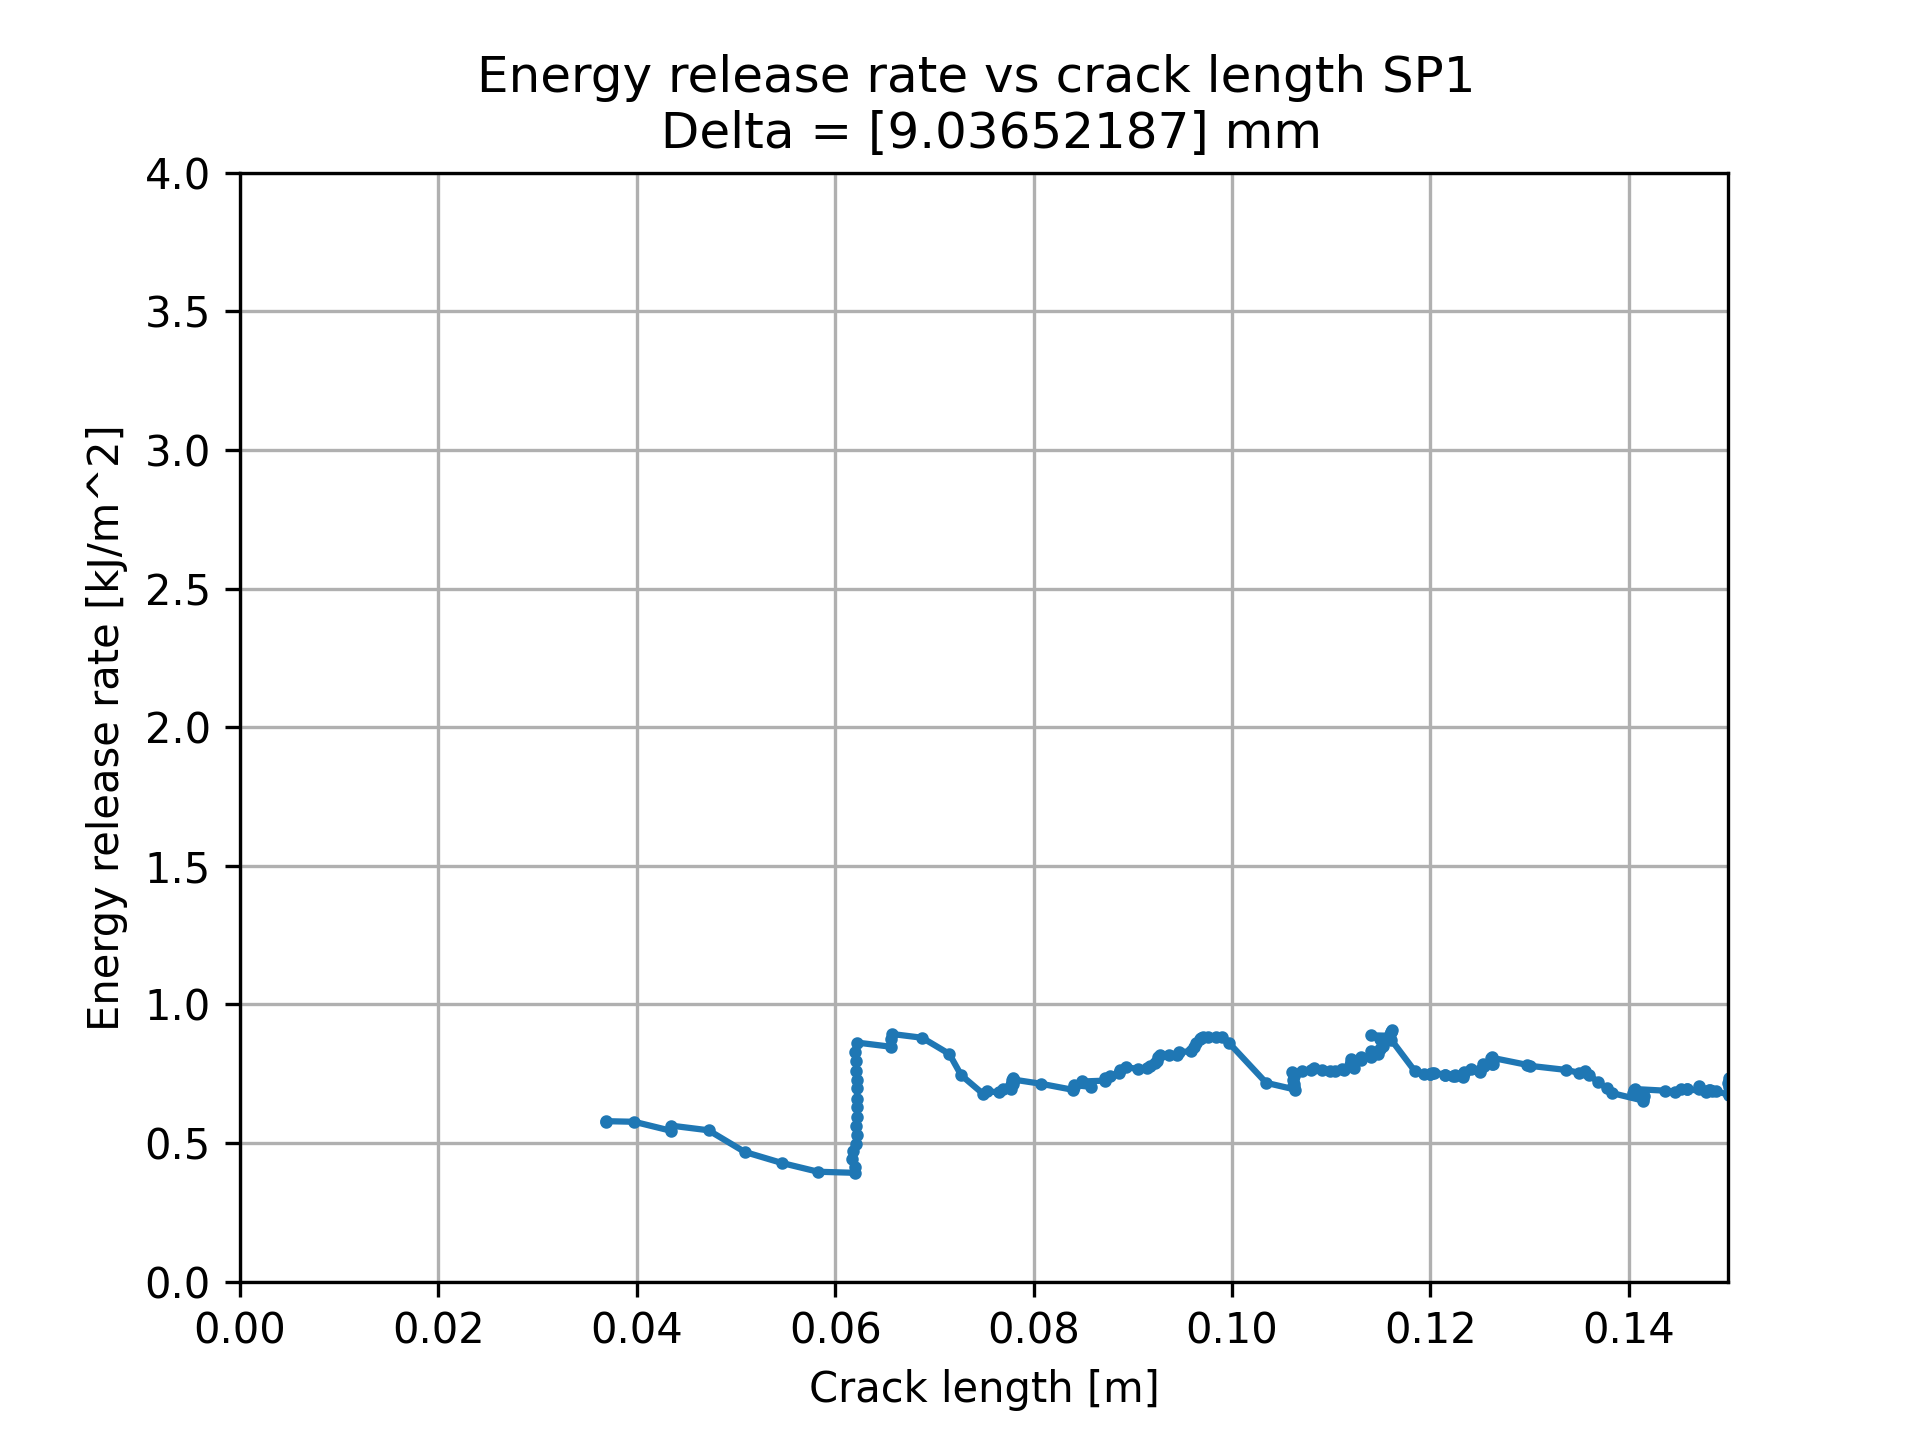 Energy release rate vs crack length SP1
Delta = [9.03652187] mm
4.0
3.5
3.0
2.5
2.0
1.5
1.0
0.5
0.0
Energy release rate [kJ/m^2]
0.00 0.02 0.04 0.06 0.08 0.10 0.12 0.14
Crack length [m]